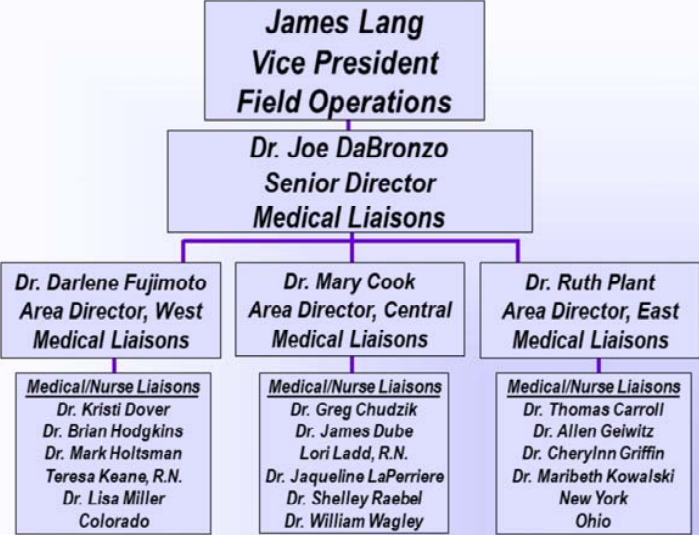 James Lang
Vice President
Field Operations
Dr. Joe DaBronzo
Senior Director
Medical Liaisons
Dr. Darlene Fujimoto
Area Director, West
Medical Liaisons
Dr. Mary Cook
Area Director, Central
Medical Liaisons
Dr. Ruth Plant
Area Director, East
Medical Liaisons
Medical/Nurse Liaisons
Dr. Kristi Dover
Dr. Brian Hodgkins
Dr. Mark Holtsman
Teresa Keane, R.N.
Dr. Lisa Miller
Colorado
Medical/Nurse Liaisons
Dr. Greg Chudzik
Dr. James Dube
Lori Ladd, R.N.
Dr. Jaqueline LaPerriere
Dr. Shelley Raebel
Dr. William Wagley
Medical/Nurse Liaisons
Dr. Thomas Carroll
Dr. Allen Geiwitz
Dr. Cherylnn Griffin
Dr. Maribeth Kowalski
New York
Ohio